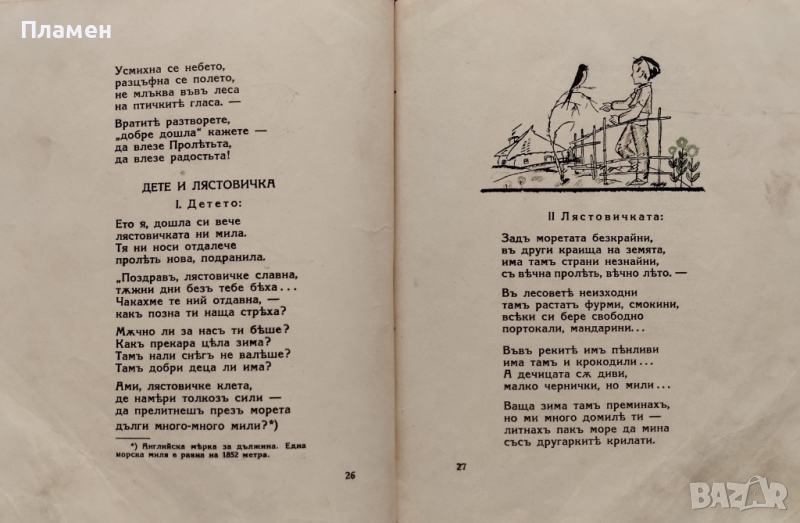 Пламен
Усмихна се небето,
разцъфна се полето,
не млъква въвъ леса
на птичкитѣ гласа. —
Вратитѣ разтворете,
„добре дошла“ кажете —
да влезе Пролѣтьта,
да влезе радостьта!
ДЕТЕ И ЛЯСТОВИЧКА
I. Детето:
Ето я, дошла си вече
лястовичката ни мила.
Тя ни носи отдалече
пролѣть нова, подранила.
„Поздравъ, лястовичке славна,
тѫжни дни безъ тебе бѣха...
Чакахме те ний отдавна, —
какъ позна ти наща стрѣха?
Мѫчно ли за насъ ти бѣше?
Какъ прекара цѣла зима?
Тамъ нали снѣгъ не валѣше?
Тамъ добри деца ли има?
Ами, лястовичке клета,
де намѣри толкозъ сили —
да прелитнешъ презъ морета
дълги много-много мили?*)
*) Английска мѣрка за дължина. Една
морска миля е равна на 1852 метра.
26
II Лястовичката:
Задъ моретата безкрайни,
въ други краища на земята,
има тамъ страни незнайни,
съ вѣчна пролѣть, вѣчно лѣто. —
Въ лесоветѣ неизходни
тамъ растатъ фурми, смокини,
всѣки си бере свободно
портокали, мандарини...
Въвъ рекитѣ имъ пѣнливи
има тамъ и крокодили...
А дечицата сѫ диви,
малко чернички, но мили...
Ваща зима тамъ преминахъ,
но ми много домилѣ ти —
литнахъ пакъ море да мина
със��ъ другаркитѣ крилати.
27
BAZAR